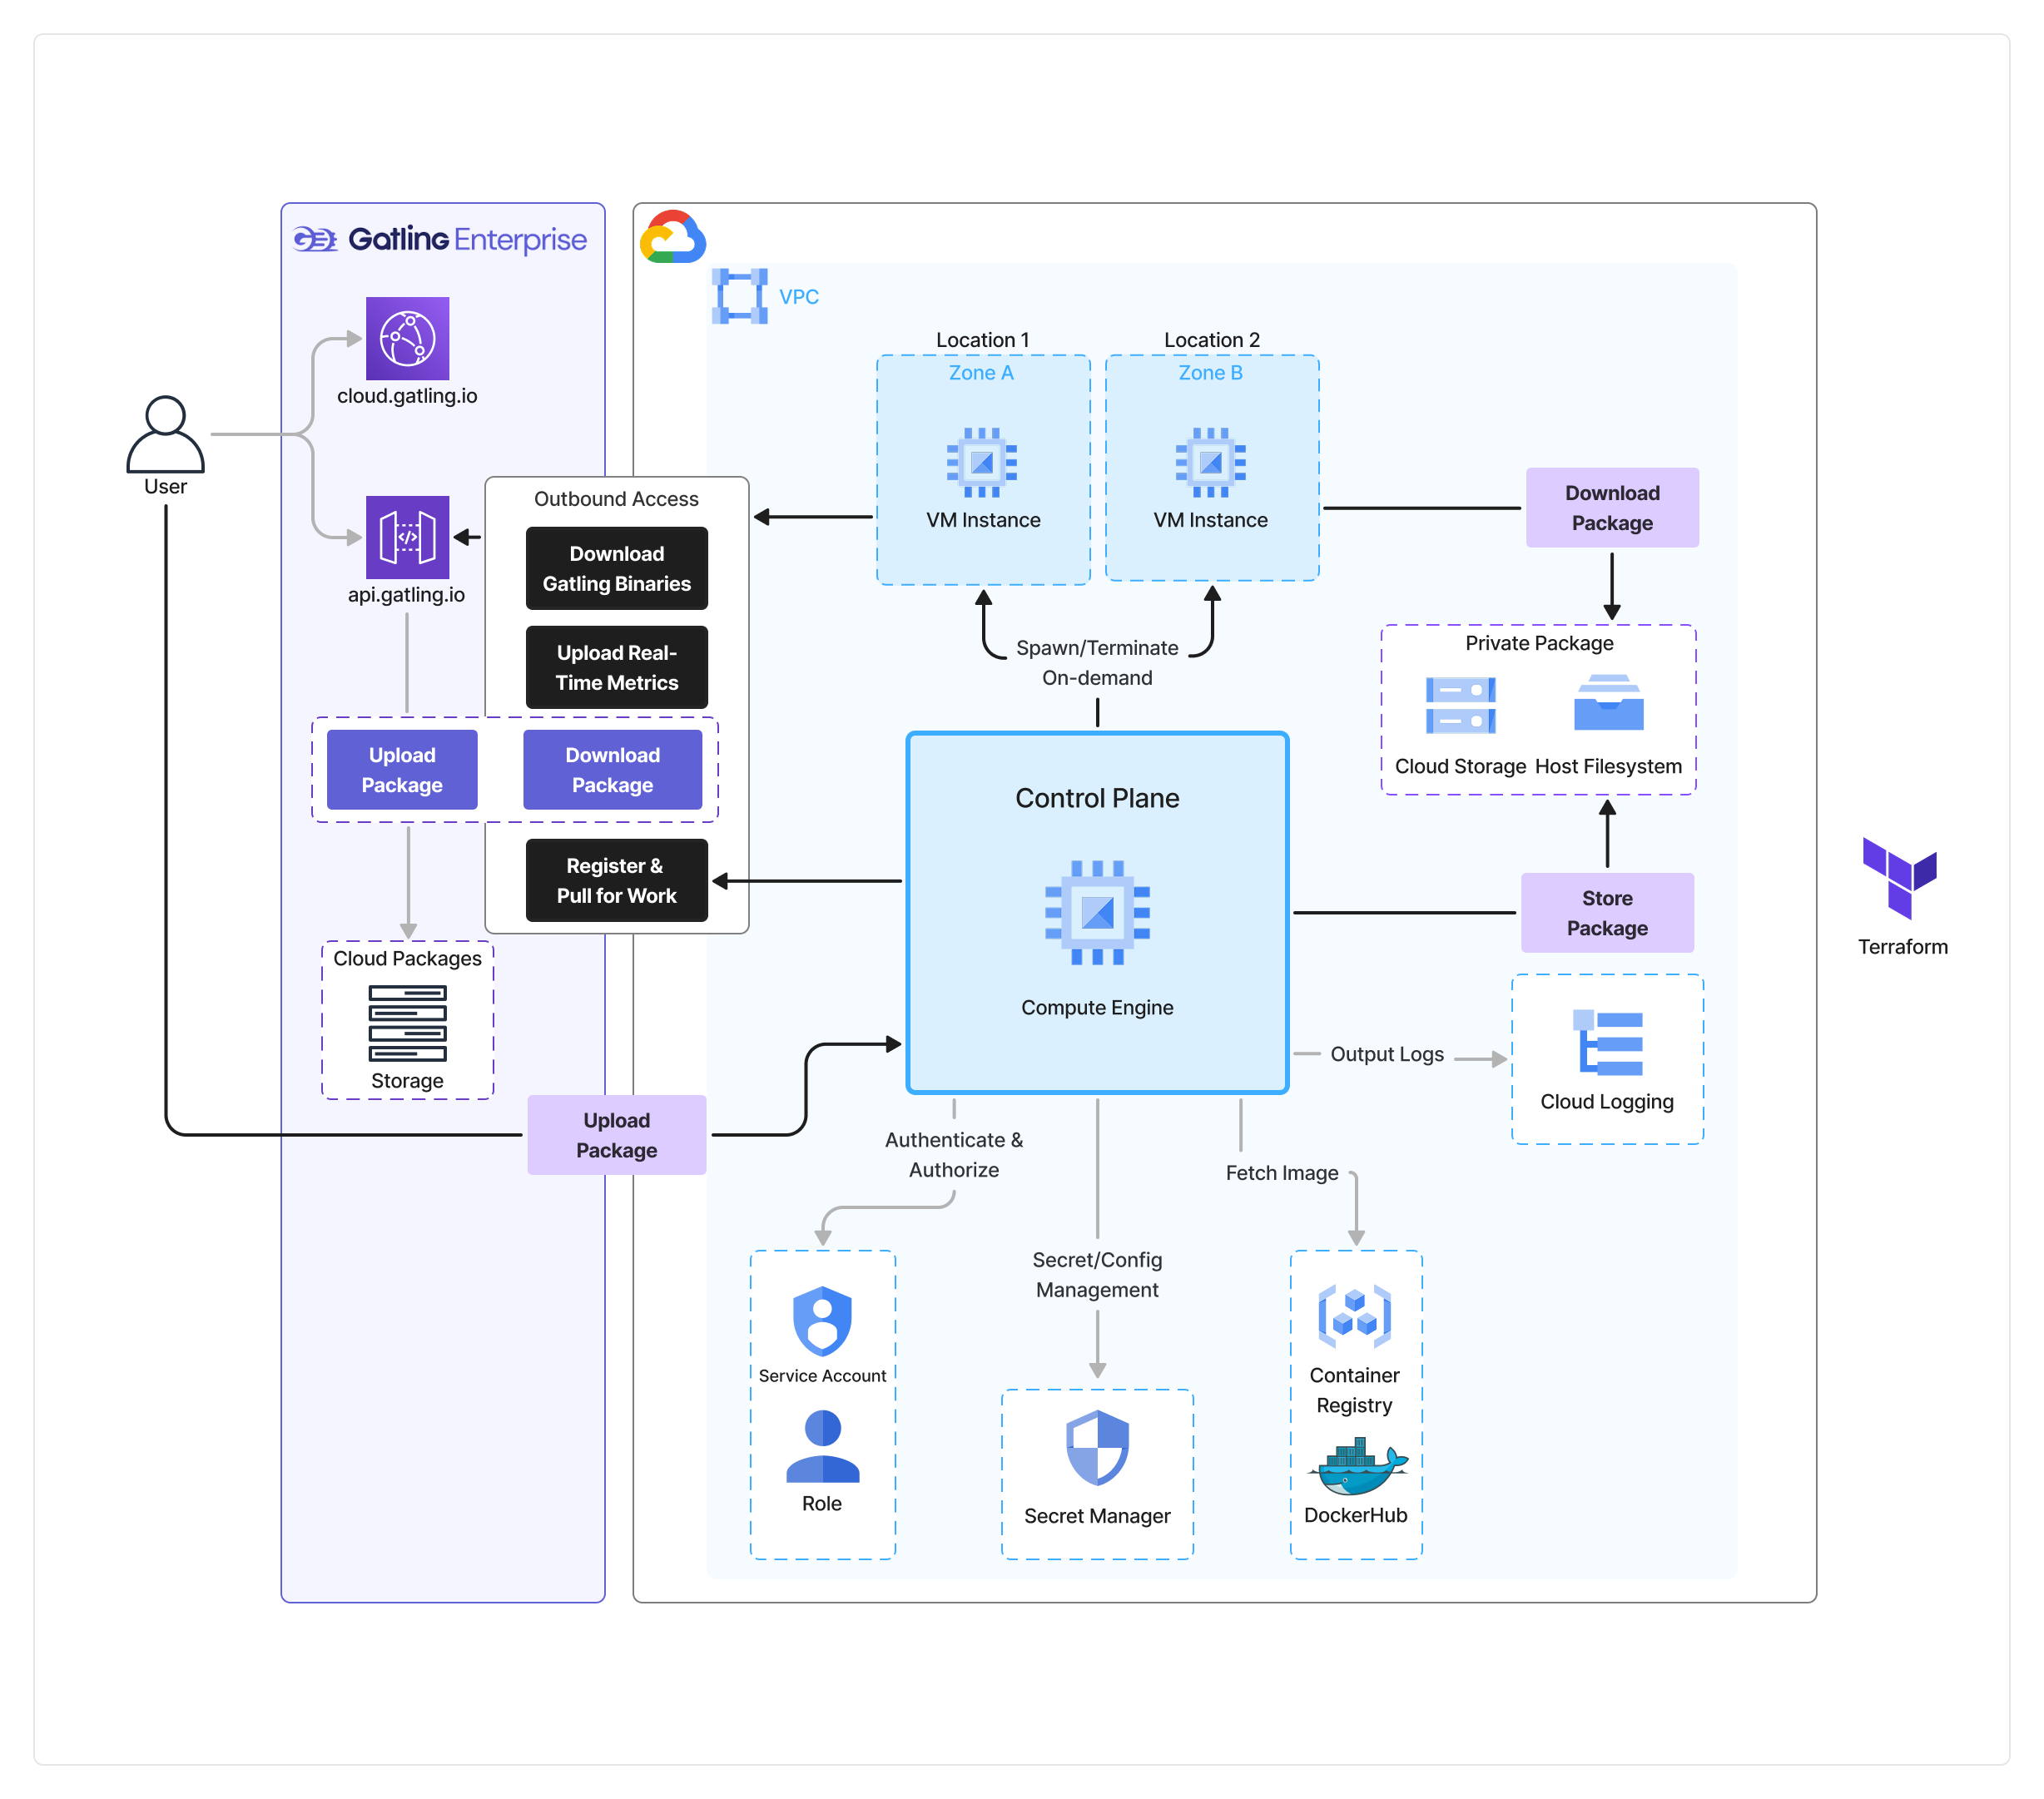 Gatling Enterprise
cloud.gatling.io
User
api.gatling.io
Outbound Access
Download
Gatling Binaries
Upload Real-
Time Metrics
Upload
Package
Download
Package
Register &
Pull for Work
Cloud Packages
Storage
Upload
Package
VPC
Location 1
Zone A
VM Instance
Location 2
Zone B
VM Instance
Spawn/Terminate
On-demand
Download
Package
Private Package
Cloud Storage
Host Filesystem
Control Plane
Compute Engine
Store
Package
Output Logs
Cloud Logging
Authenticate &
Authorize
Service Account
Role
Secret/Config
Management
Secret Manager
Fetch Image
Container
Registry
DockerHub
Terraform